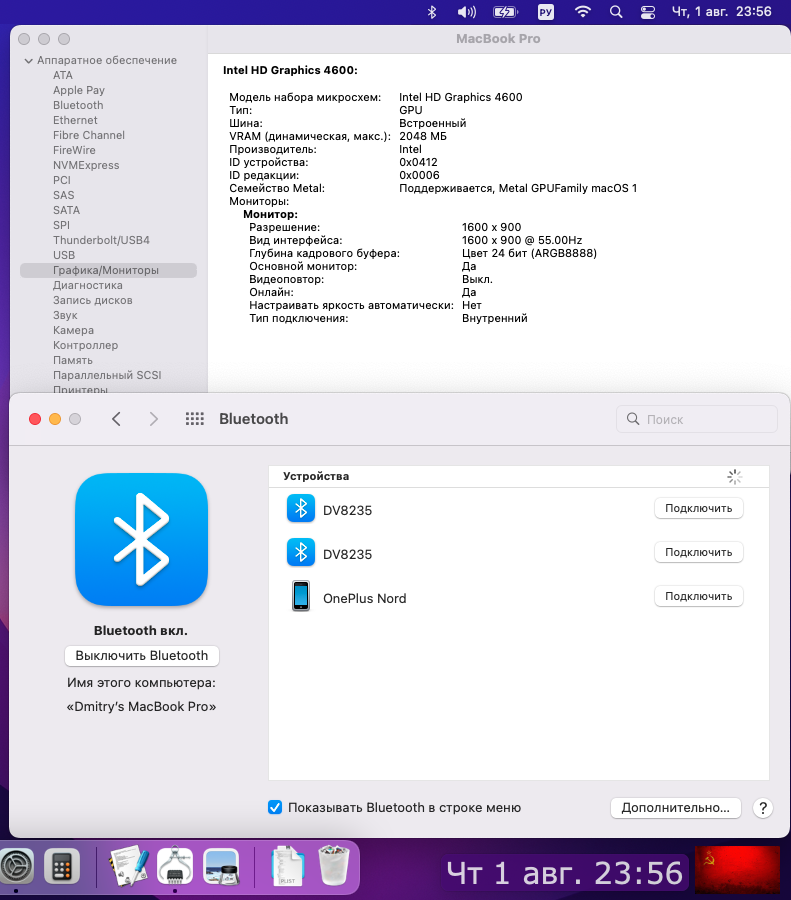 РУ
Чт, 1 авг. 23:56
MacBook Pro
Аппаратное обеспечение
ATA
Apple Pay
Bluetooth
Ethernet
Fibre Channel
FireWire
NVMExpress
PCI
SAS
SATA
SPI
Thunderbolt/USB4
USB
Графика/Мониторы
Диагностика
Запись дисков
Звук
Камера
Контроллер
Память
Параллельный SCSI
Принтеры
Intel HD Graphics 4600:
Модель набора микросхем: Intel HD Graphics 4600
Тип: GPU
Шина: Встроенный
VRAM (динамическая, макс.): 2048 МБ
Производитель: Intel
ID устройства: 0x0412
ID редакции: 0x0006
Семейство Metal: Поддерживается, Metal GPUFamily macOS 1
Мониторы:
Монитор:
Разрешение: 1600 x 900
Вид интерфейса: 1600 x 900 @ 55.00Hz
Глубина кадрового буфера: Цвет 24 бит (ARGB8888)
Основной монитор: Да
Видеоповтор: Выкл.
Онлайн: Да
Настраивать яркость автоматически: Нет
Тип подключения: Внутренний
Bluetooth
Поиск
Bluetooth вкл.
Выключить Bluetooth
Имя этого компьютера:
«Dmitry's MacBook Pro»
Устройства
DV8235 Подключить
DV8235 Подключить
OnePlus Nord Подключить
Показывать Bluetooth в строке меню
Дополнительно...
?
PLIST
Чт 1 авг. 23:56